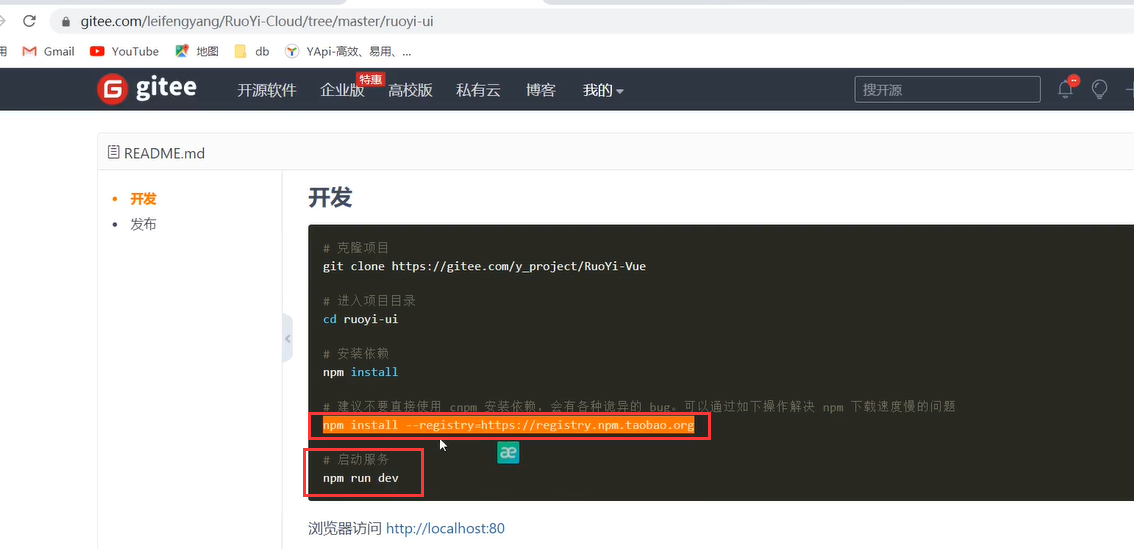 gitee.com/leifengyang/RuoYi-Cloud/tree/master/ruoyi-ui
用 Gmail YouTube 地图 db YApi-高效、易用、...
G gitee 开源软件 企业版 特惠 高校版 私有云 博客 我的 搜开源
README.md
开发
发布
开发
# 克隆项目
git clone https://gitee.com/y_project/RuoYi-Vue
# 进入项目目录
cd ruoyi-ui
# 安装依赖
npm install
# 建议不要直接使用 cnpm 安装依赖，会有各种诡异的 bug。可以通过如下操作解决 npm 下载速度慢的问题
npm install --registry=https://registry.npm.taobao.org
æ
# 启动服务
npm run dev
浏览器访问 http://localhost:80